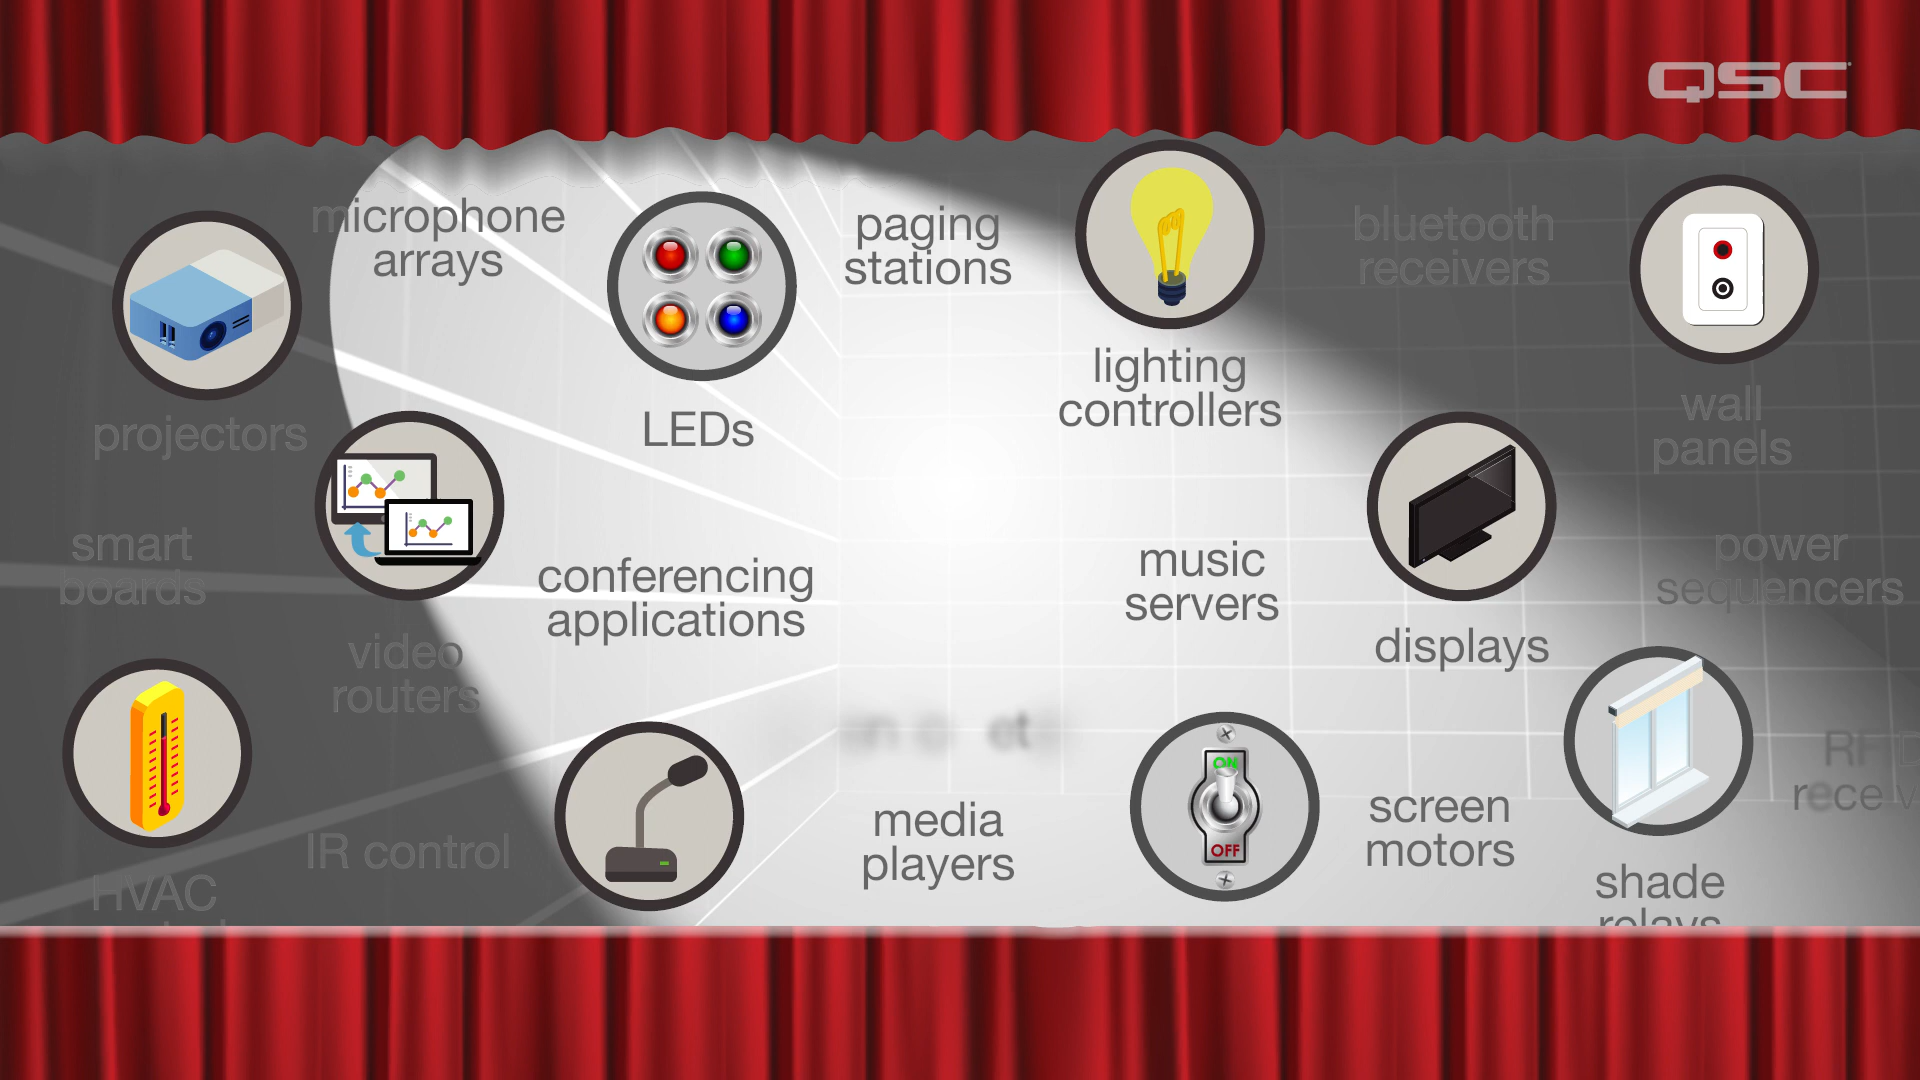 QSC
microphone
arrays
paging
stations
bluetooth
receivers
lighting
controllers
projectors
LEDs
wall
panels
smart
boards
conferencing
applications
music
servers
power
sequencers
video
routers
displays
ON
OFF
IR control
media
players
screen
motors
HVAC
shade
relays